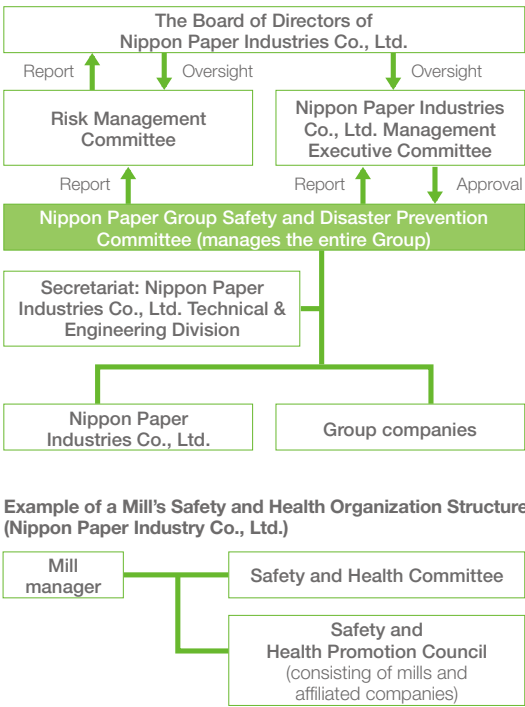 The Board of Directors of
Nippon Paper Industries Co., Ltd.
Report
Oversight
Oversight
Risk Management
Committee
Nippon Paper Industries
Co., Ltd. Management
Executive Committee
Report
Report
Approval
Nippon Paper Group Safety and Disaster Prevention
Committee (manages the entire Group)
Secretariat: Nippon Paper
Industries Co., Ltd. Technical &
Engineering Division
Nippon Paper
Industries Co., Ltd.
Group companies
Example of a Mill’s Safety and Health Organization Structure
(Nippon Paper Industry Co., Ltd.)
Mill
manager
Safety and Health Committee
Safety and
Health Promotion Council
(consisting of mills and
affiliated companies)